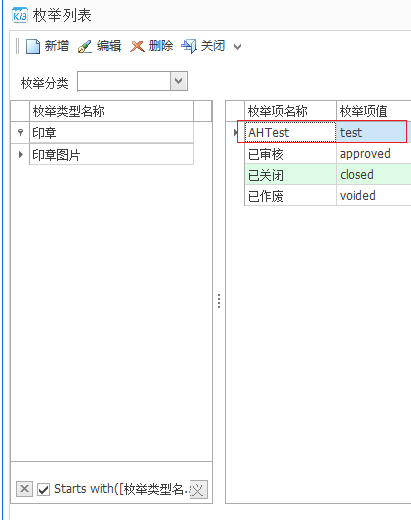 K/3 枚举列表
新增 编辑 删除 关闭
枚举分类
枚举类型名称
印章
印章图片
枚举项名称 枚举项值
AHTest test
已审核 approved
已关闭 closed
已作废 voided
Starts with([枚举类型名...